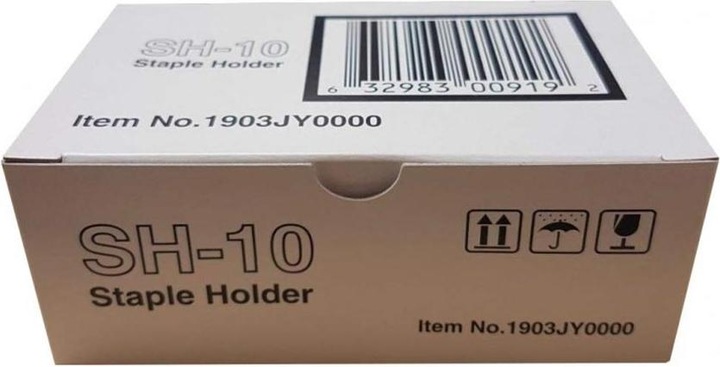 SH-10
Staple Holder
6 32983 00919 2
Item No.1903JY0000
SH-10
Staple Holder
Item No.1903JY0000